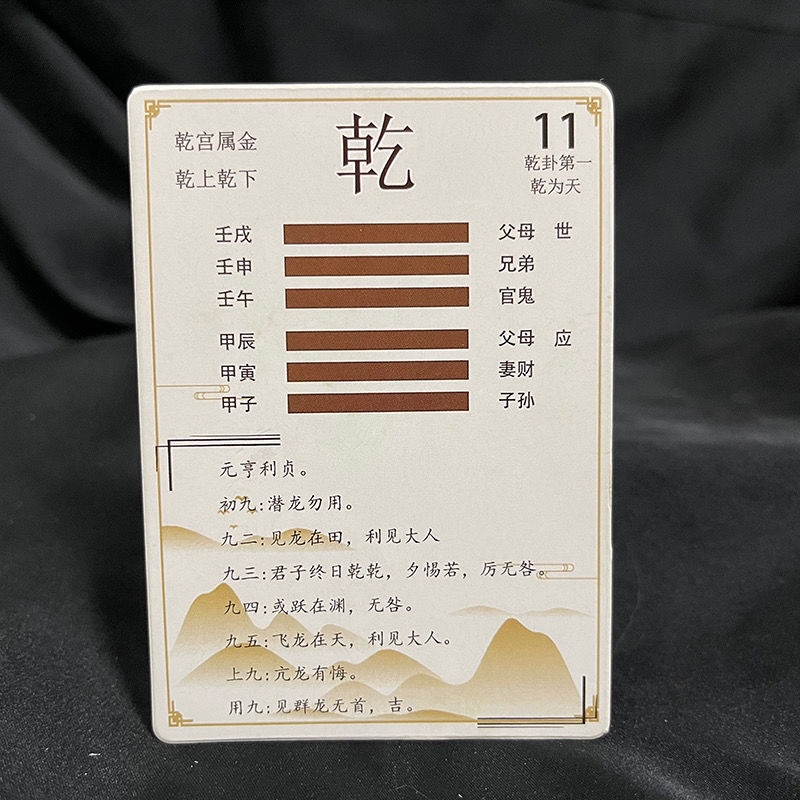 乾宫属金
乾上乾下
乾
11
乾卦第一
乾为天
壬戌 父母 世
壬申 兄弟
壬午 官鬼
甲辰 父母 应
甲寅 妻财
甲子 子孙
元亨利贞。
初九:潜龙勿用。
九二:见龙在田，利见大人
九三:君子终日乾乾，夕惕若，厉无咎。
九四:或跃在渊，无咎。
九五:飞龙在天，利见大人。
上九:亢龙有悔。
用九:见群龙无首，吉。